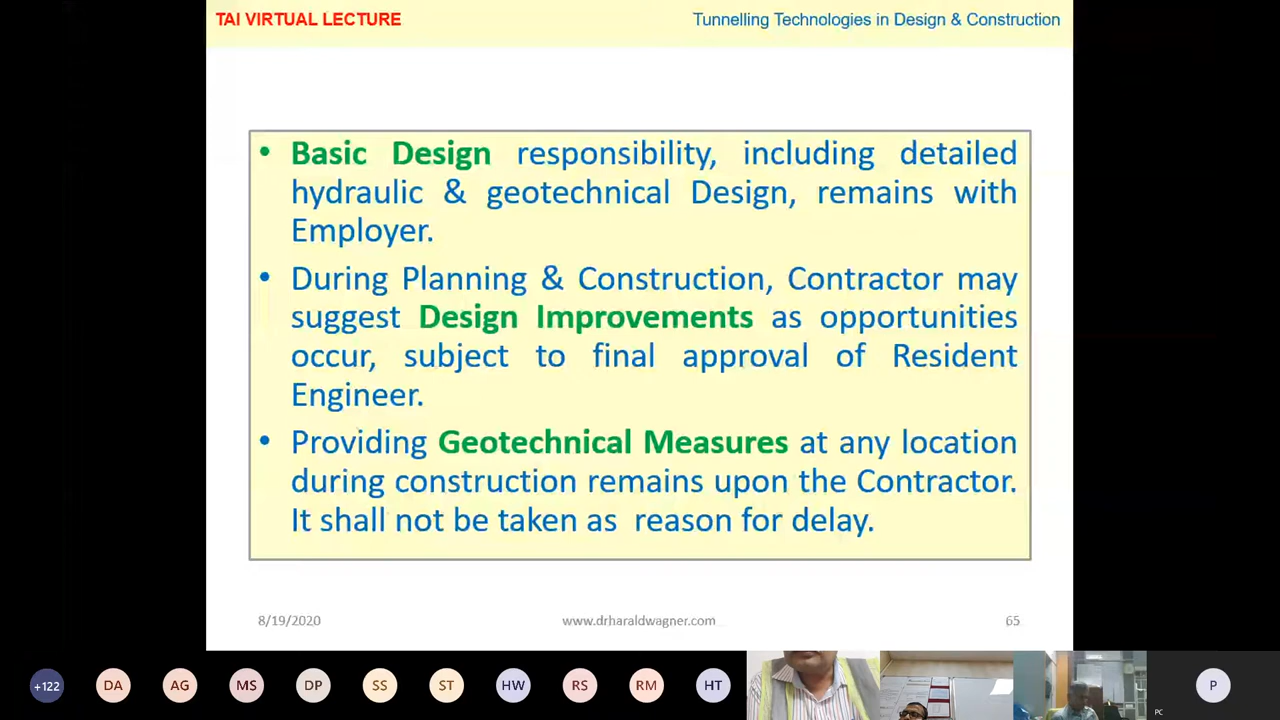 TAI VIRTUAL LECTURE
Tunnelling Technologies in Design & Construction
• Basic Design responsibility, including detailed
hydraulic & geotechnical Design, remains with
Employer.
• During Planning & Construction, Contractor may
suggest Design Improvements as opportunities
occur, subject to final approval of Resident
Engineer.
• Providing Geotechnical Measures at any location
during construction remains upon the Contractor.
It shall not be taken as reason for delay.
8/19/2020
www.drharaldwagner.com
65
+122
DA
AG
MS
DP
SS
ST
HW
RS
RM
HT
P
PC